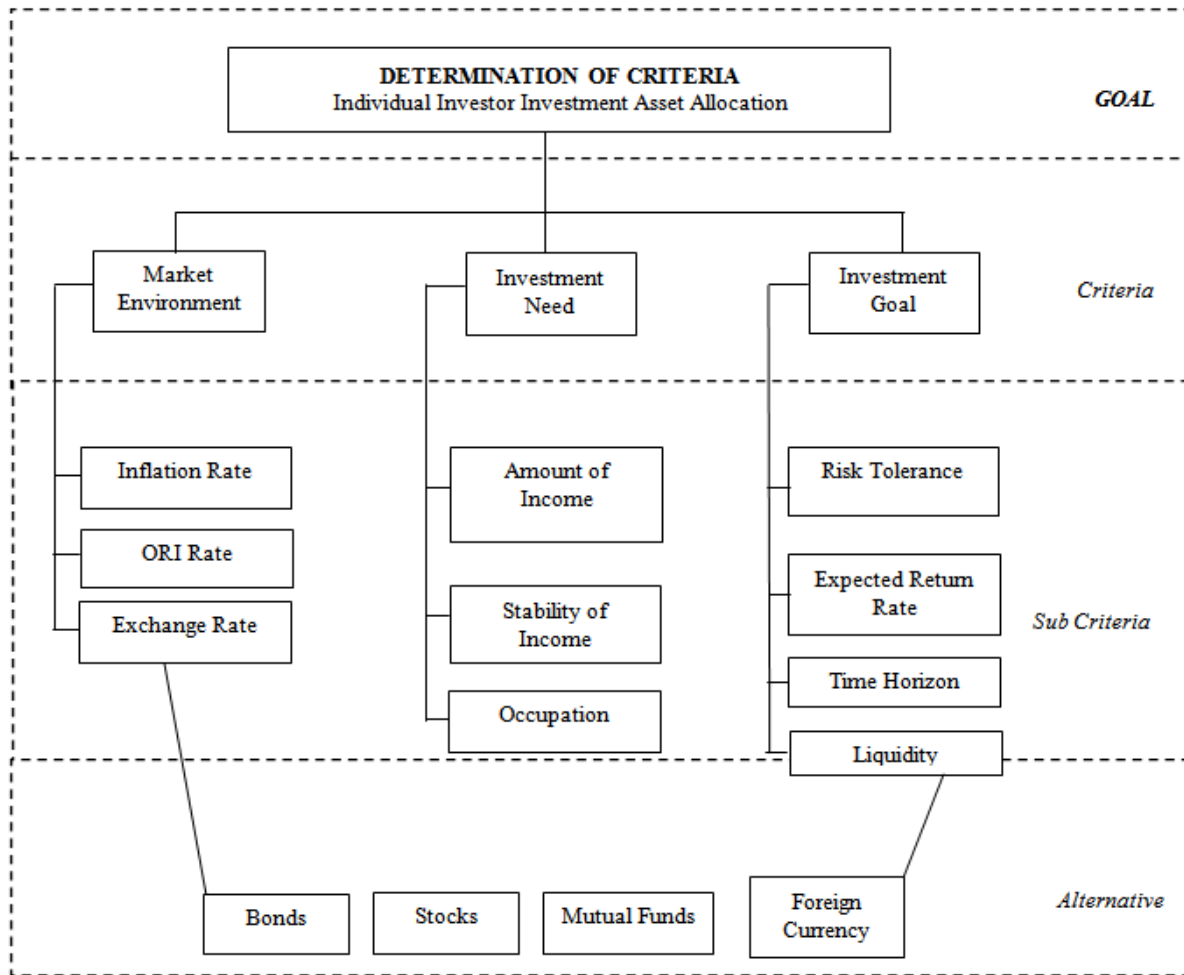 DETERMINATION OF CRITERIA
Individual Investor Investment Asset Allocation
GOAL
Market
Environment
Investment
Need
Investment
Goal
Criteria
Inflation Rate
ORI Rate
Exchange Rate
Amount of
Income
Stability of
Income
Occupation
Risk Tolerance
Expected Return
Rate
Time Horizon
Liquidity
Sub Criteria
Bonds
Stocks
Mutual Funds
Foreign
Currency
Alternative